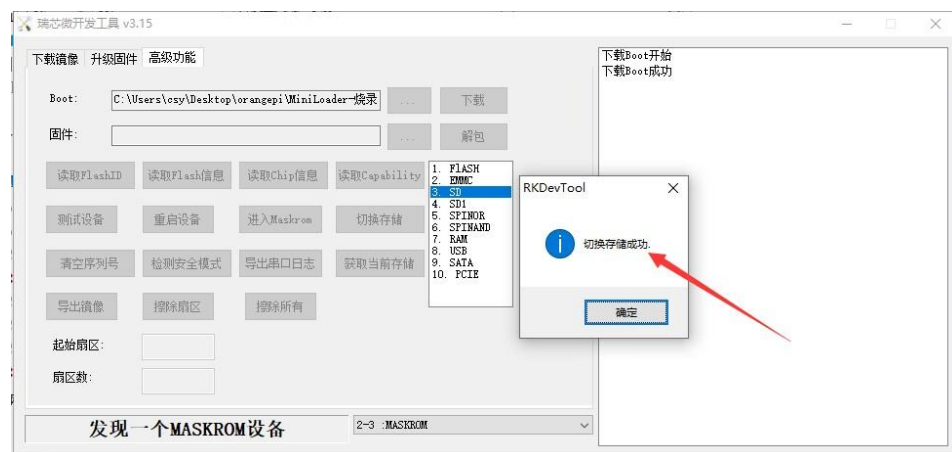 瑞芯微开发工具 v3.15
下载镜像 升级固件 高级功能
Boot: C:\Users\csy\Desktop\orangepi\MiniLoader-烧录 ... 下载
固件: ... 解包
读取FlashID 读取Flash信息 读取Chip信息 读取Capability
测试设备 重启设备 进入Maskrom 切换存储
清空序列号 检测安全模式 导出串口日志 获取当前存储
导出镜像 擦除扇区 擦除所有
起始扇区:
扇区数:
1. FLASH
2. EMMC
3. SD
4. SD1
5. SPINOR
6. SPINAND
7. RAM
8. USB
9. SATA
10. PCIE
RKDevTool
切换存储成功.
确定
下载Boot开始
下载Boot成功
发现一个MASKROM设备
2-3 :MASKROM